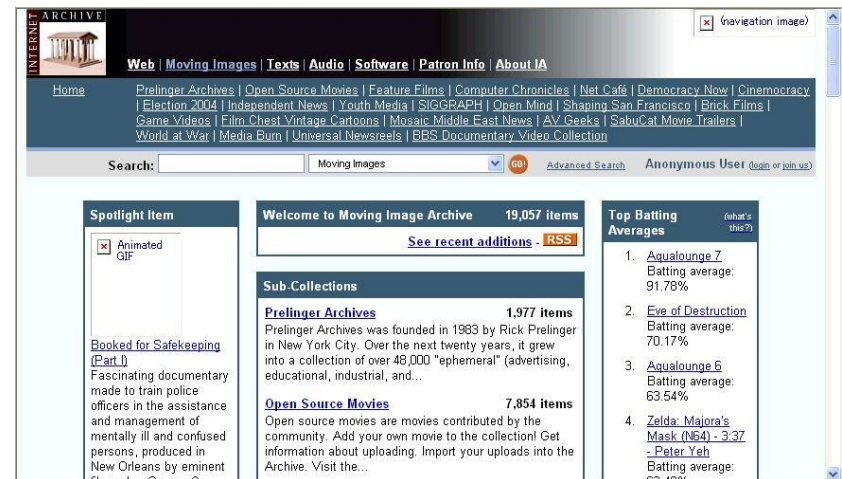 INTERNET
ARCHIVE
(navigation image)
Web | Moving Images | Texts | Audio | Software | Patron Info | About IA
Home
Prelinger Archives | Open Source Movies | Feature Films | Computer Chronicles | Net Café | Democracy Now | Cinemocracy
| Election 2004 | Independent News | Youth Media | SIGGRAPH | Open Mind | Shaping San Francisco | Brick Films |
Game Videos | Film Chest Vintage Cartoons | Mosaic Middle East News | AV Geeks | SabuCat Movie Trailers |
World at War | Media Burn | Universal Newsreels | BBS Documentary Video Collection
Search: Moving Images GO! Advanced Search Anonymous User (login or join us)
Spotlight Item
Animated
GIF
Booked for Safekeeping
(Part I)
Fascinating documentary
made to train police
officers in the assistance
and management of
mentally ill and confused
persons, produced in
New Orleans by eminent
Welcome to Moving Image Archive 19,057 items
See recent additions - RSS
Sub-Collections
Prelinger Archives 1,977 items
Prelinger Archives was founded in 1983 by Rick Prelinger
in New York City. Over the next twenty years, it grew
into a collection of over 48,000 "ephemeral" (advertising,
educational, industrial, and...
Open Source Movies 7,854 items
Open source movies are movies contributed by the
community. Add your own movie to the collection! Get
information about uploading. Import your uploads into the
Archive. Visit the...
Top Batting
Averages
(what's
this?)
1. Aqualounge 7
Batting average:
91.78%
2. Eve of Destruction
Batting average:
70.17%
3. Aqualounge 6
Batting average:
63.54%
4. Zelda: Majora's
Mask (N64) - 3:37
- Peter Yeh
Batting average: